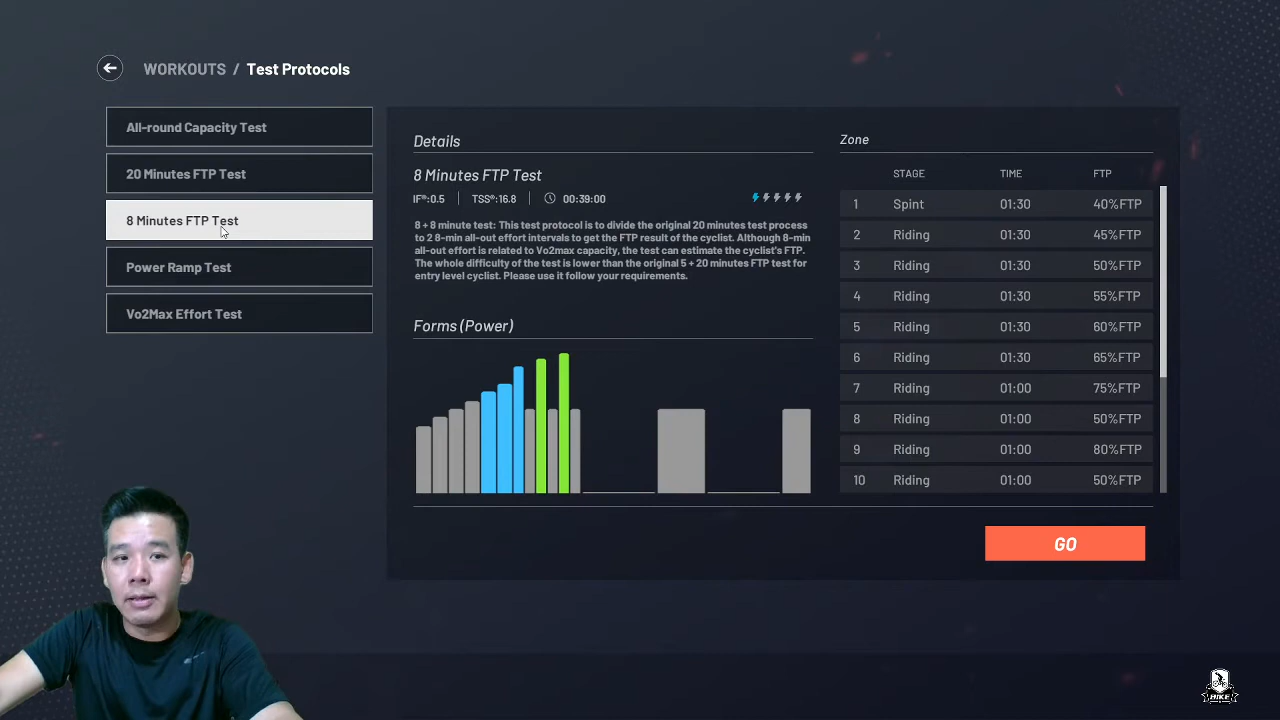 WORKOUTS / Test Protocols
All-round Capacity Test
20 Minutes FTP Test
8 Minutes FTP Test
Power Ramp Test
Vo2Max Effort Test
Details
8 Minutes FTP Test
IF®:0.5 TSS®:16.8 00:39:00
8 + 8 minute test: This test protocol is to divide the original 20 minutes test process
to 2 8-min all-out effort intervals to get the FTP result of the cyclist. Although 8-min
all-out effort is related to Vo2max capacity, the test can estimate the cyclist's FTP.
The whole difficulty of the test is lower than the original 5 + 20 minutes FTP test for
entry level cyclist. Please use it follow your requirements.
Forms (Power)
Zone
STAGE TIME FTP
1 Spint 01:30 40%FTP
2 Riding 01:30 45%FTP
3 Riding 01:30 50%FTP
4 Riding 01:30 55%FTP
5 Riding 01:30 60%FTP
6 Riding 01:30 65%FTP
7 Riding 01:00 75%FTP
8 Riding 01:00 50%FTP
9 Riding 01:00 80%FTP
10 Riding 01:00 50%FTP
GO
BIKE